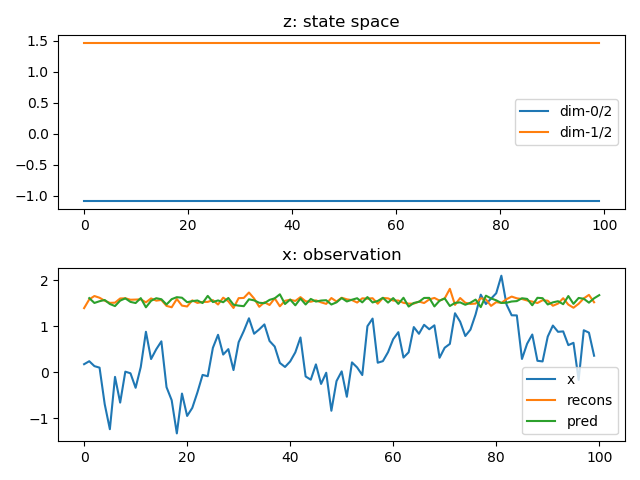 z: state space
1.5
1.0
0.5
0.0
−0.5
−1.0
dim-0/2
dim-1/2
0 20 40 60 80 100
x: observation
2
1
0
−1
x
recons
pred
0 20 40 60 80 100